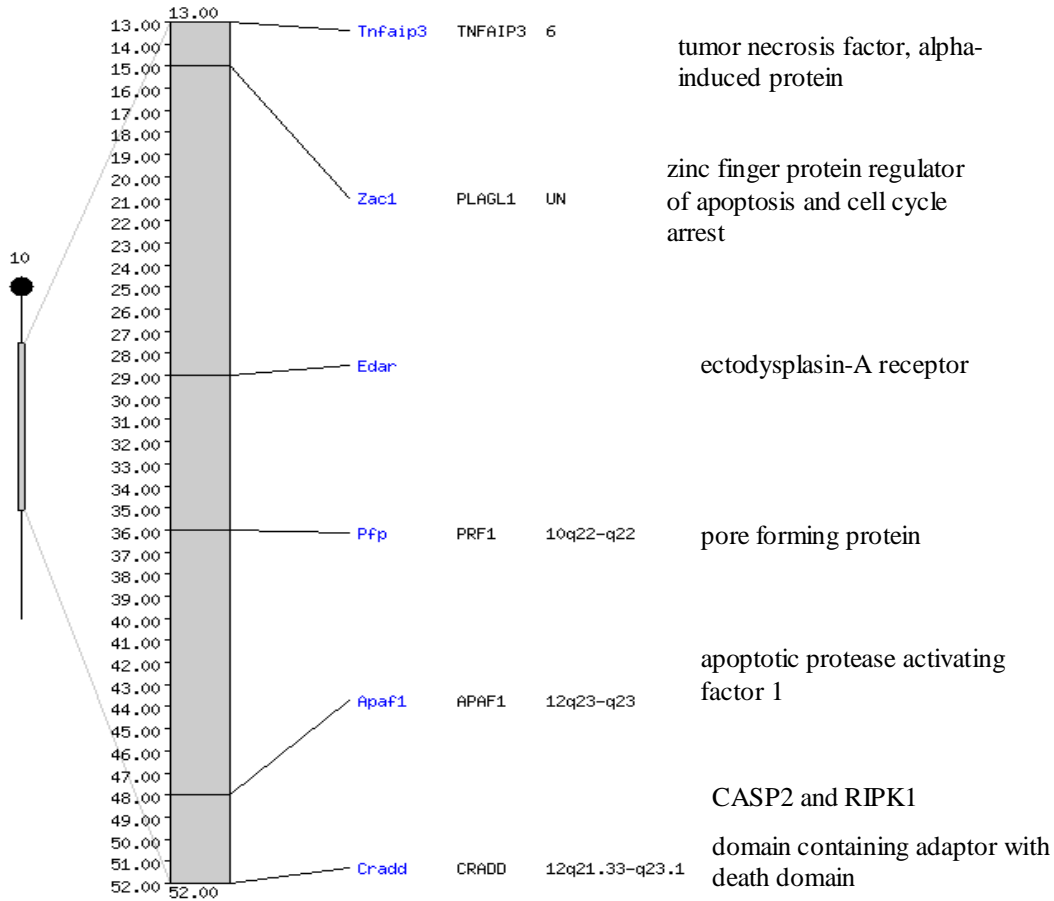 13.00
13.00 Tnfaip3 TNFAIP3 6
tumor necrosis factor, alpha-
induced protein
14.00
15.00
16.00
17.00
18.00
19.00
20.00
21.00 Zac1 PLAGL1 UN
zinc finger protein regulator
of apoptosis and cell cycle
arrest
22.00
23.00
24.00
10
25.00
26.00
27.00
28.00
Edar ectodysplasin-A receptor
29.00
30.00
31.00
32.00
33.00
34.00
35.00
36.00 Pfp PRF1 10q22-q22 pore forming protein
37.00
38.00
39.00
40.00
41.00
42.00
apoptotic protease activating
factor 1
43.00
44.00 Apaf1 APAF1 12q23-q23
45.00
46.00
47.00
48.00
CASP2 and RIPK1
49.00
50.00
domain containing adaptor with
death domain
51.00 Cradd CRADD 12q21.33-q23.1
52.00
52.00